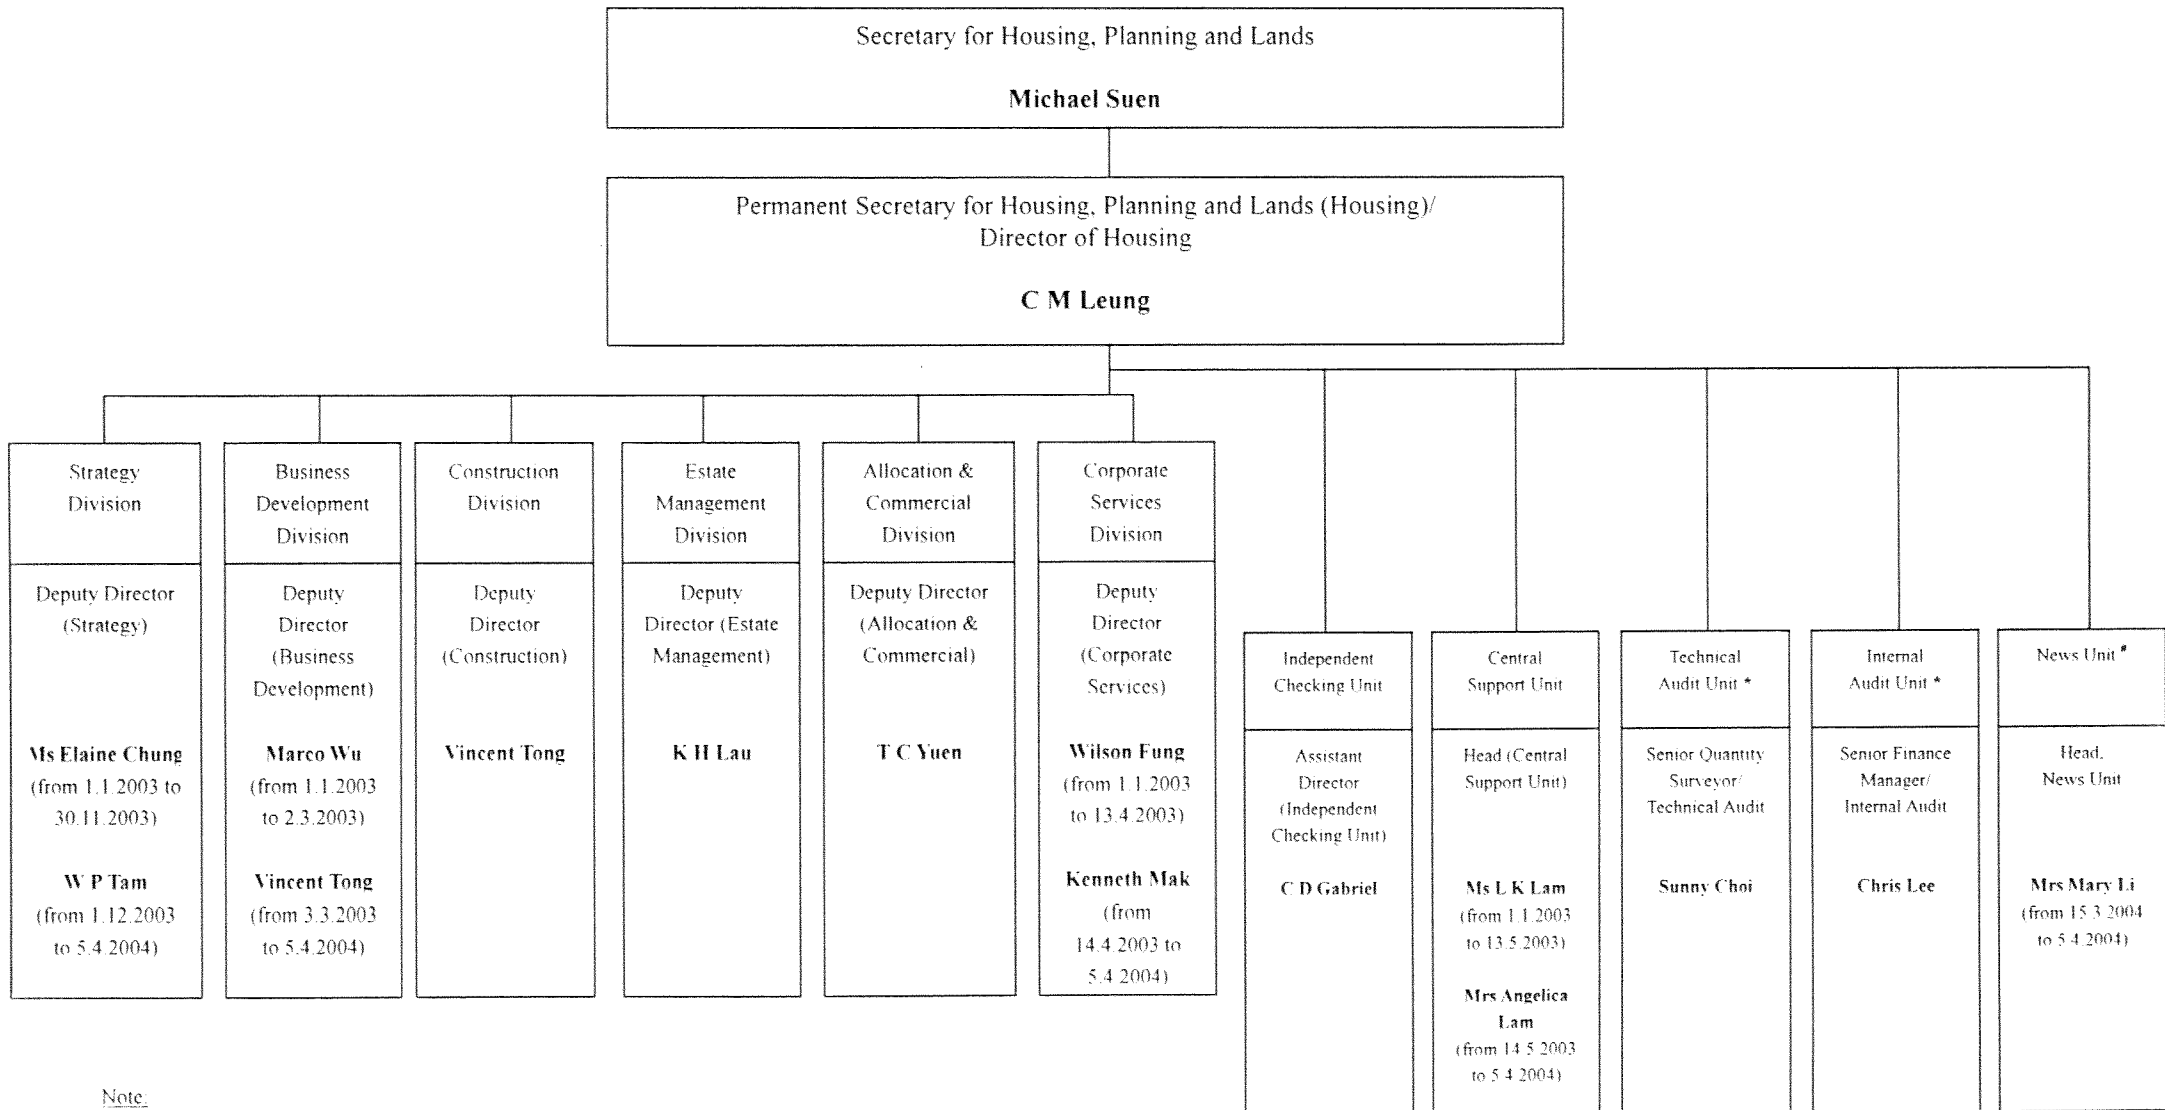 Secretary for Housing, Planning and Lands
Michael Suen
Permanent Secretary for Housing, Planning and Lands (Housing)/
Director of Housing
C M Leung
Strategy
Division
Deputy Director
(Strategy)
Ms Elaine Chung
(from 1.1.2003 to
30.11.2003)
W P Tam
(from 1.12.2003
to 5.4.2004)
Business
Development
Division
Deputy
Director
(Business
Development)
Marco Wu
(from 1.1.2003
to 2.3.2003)
Vincent Tong
(from 3.3.2003
to 5.4.2004)
Construction
Division
Deputy
Director
(Construction)
Vincent Tong
Estate
Management
Division
Deputy
Director (Estate
Management)
K H Lau
Allocation &
Commercial
Division
Deputy Director
(Allocation &
Commercial)
T C Yuen
Corporate
Services
Division
Deputy
Director
(Corporate
Services)
Wilson Fung
(from 1.1.2003
to 13.4.2003)
Kenneth Mak
(from
14.4.2003 to
5.4.2004)
Independent
Checking Unit
Assistant
Director
(Independent
Checking Unit)
C D Gabriel
Central
Support Unit
Head (Central
Support Unit)
Ms L K Lam
(from 1.1.2003
to 13.5.2003)
Mrs Angelica
Lam
(from 14.5.2003
to 5.4.2004)
Technical
Audit Unit *
Senior Quantity
Surveyor/
Technical Audit
Sunny Choi
Internal
Audit Unit *
Senior Finance
Manager/
Internal Audit
Chris Lee
News Unit #
Head,
News Unit
Mrs Mary Li
(from 15.3.2004
to 5.4.2004)
Note: